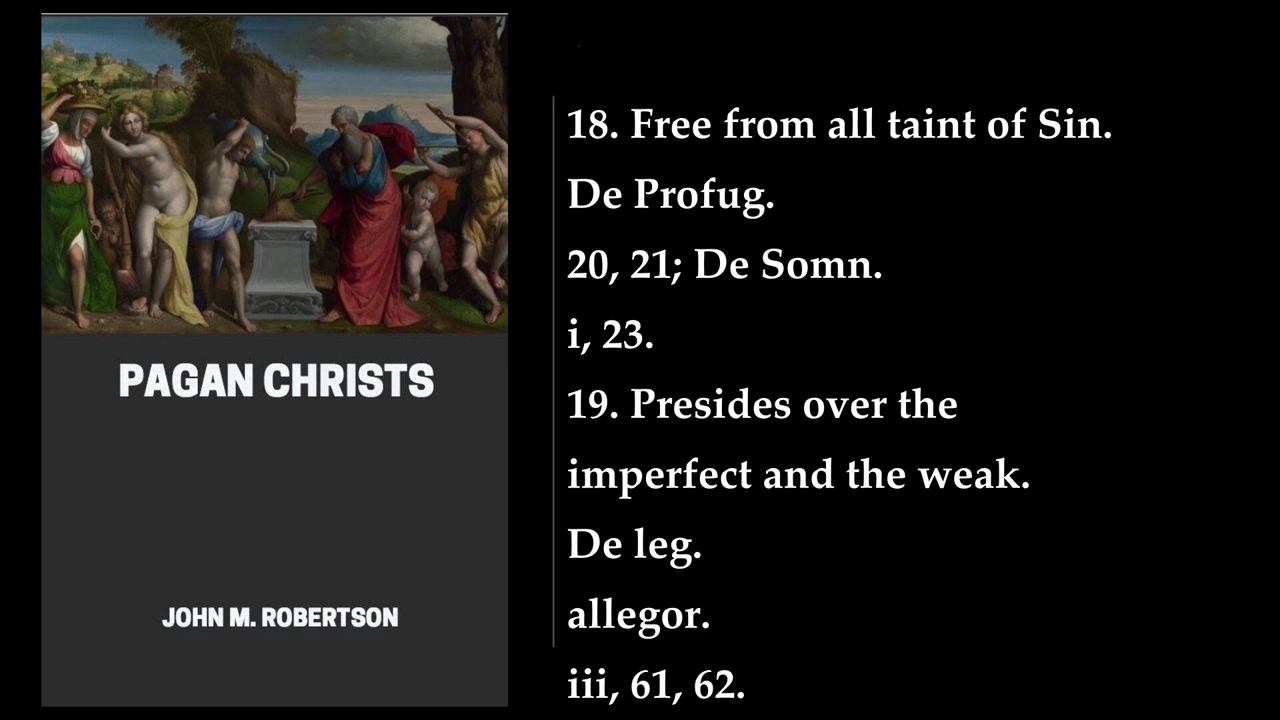 PAGAN CHRISTS
JOHN M. ROBERTSON
18. Free from all taint of Sin.
De Profug.
20, 21; De Somn.
i, 23.
19. Presides over the
imperfect and the weak.
De leg.
allegor.
iii, 61, 62.